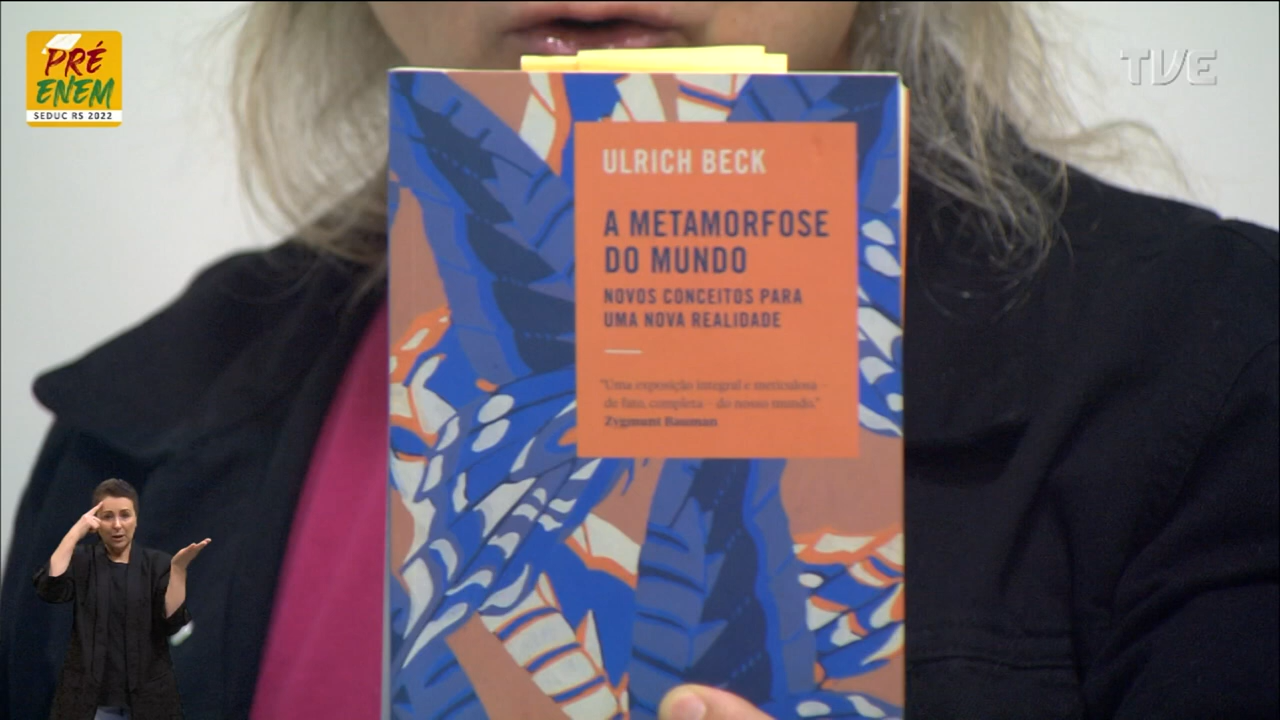 PRÉ
ENEM
SEDUC RS 2022
TVE
ULRICH BECK
A METAMORFOSE
DO MUNDO
NOVOS CONCEITOS PARA
UMA NOVA REALIDADE
"Uma exposição integral e meticulosa –
de fato, completa – do nosso mundo."
Zygmunt Bauman